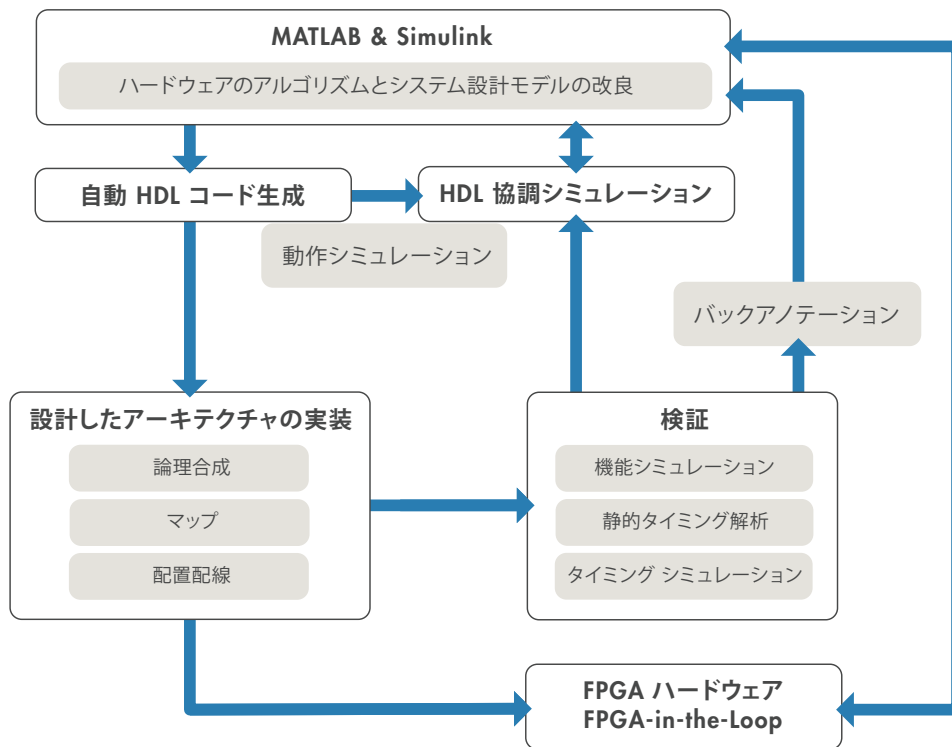 MATLAB & Simulink
ハードウェアのアルゴリズムとシステム設計モデルの改良
自動 HDL コード生成
HDL 協調シミュレーション
動作シミュレーション
バックアノテーション
設計したアーキテクチャの実装
論理合成
マップ
配置配線
検証
機能シミュレーション
静的タイミング解析
タイミング シミュレーション
FPGA ハードウェア
FPGA-in-the-Loop